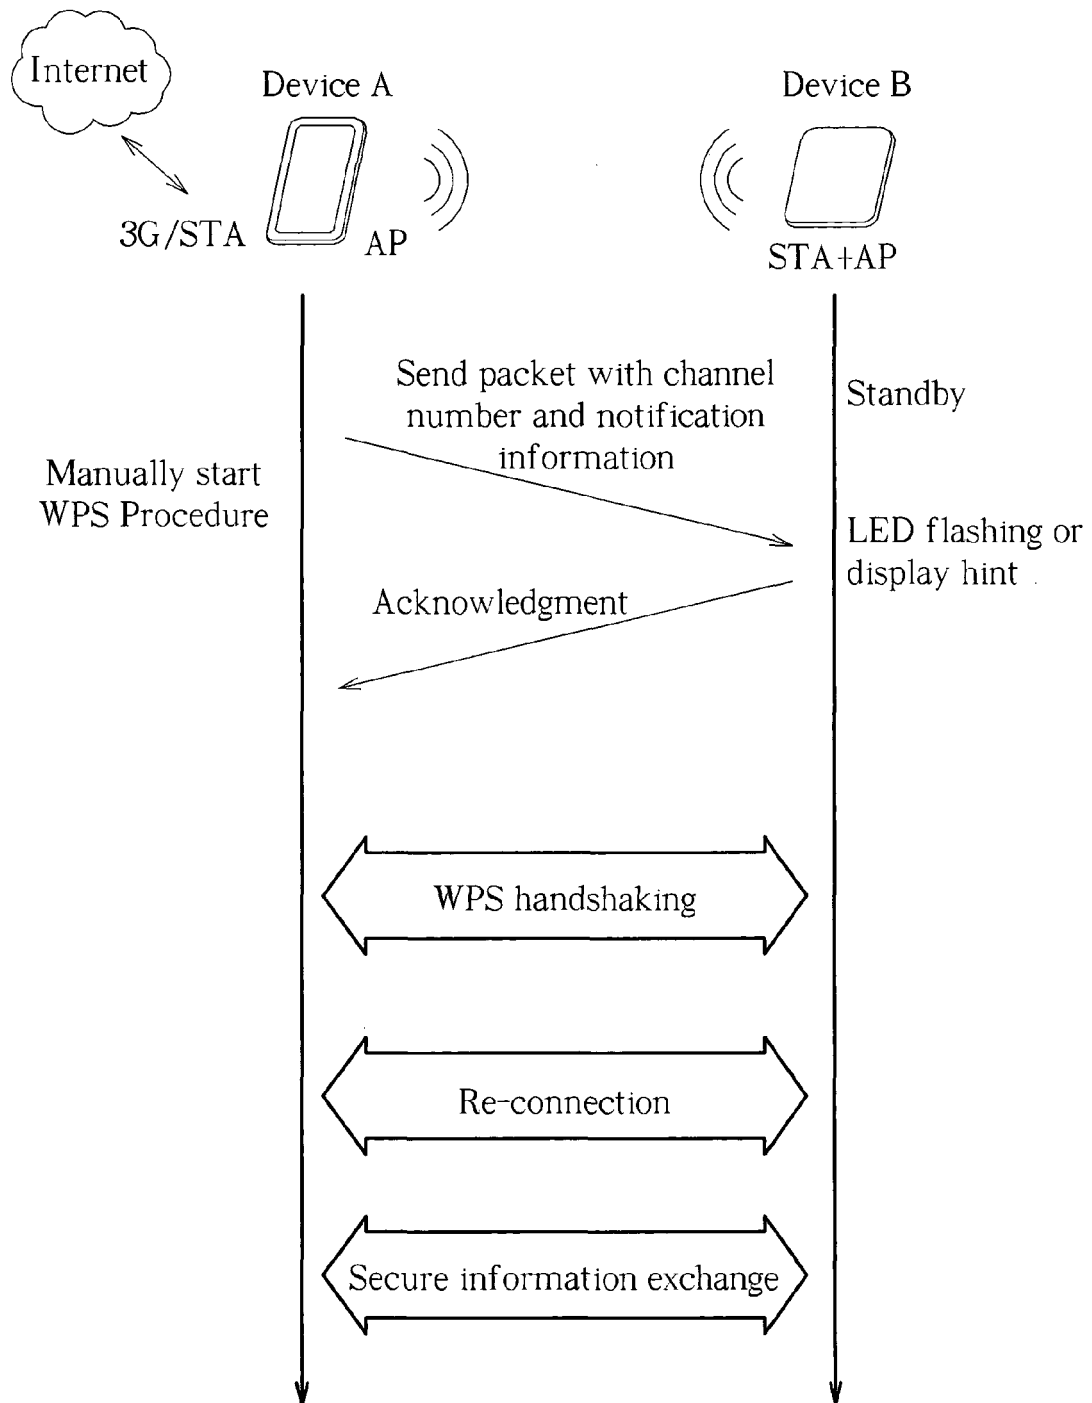 Internet
Device A
Device B
3G/STA
AP
STA+AP
Send packet with channel
number and notification
information
Standby
Manually start
WPS Procedure
LED flashing or
display hint
Acknowledgment
WPS handshaking
Re-connection
Secure information exchange